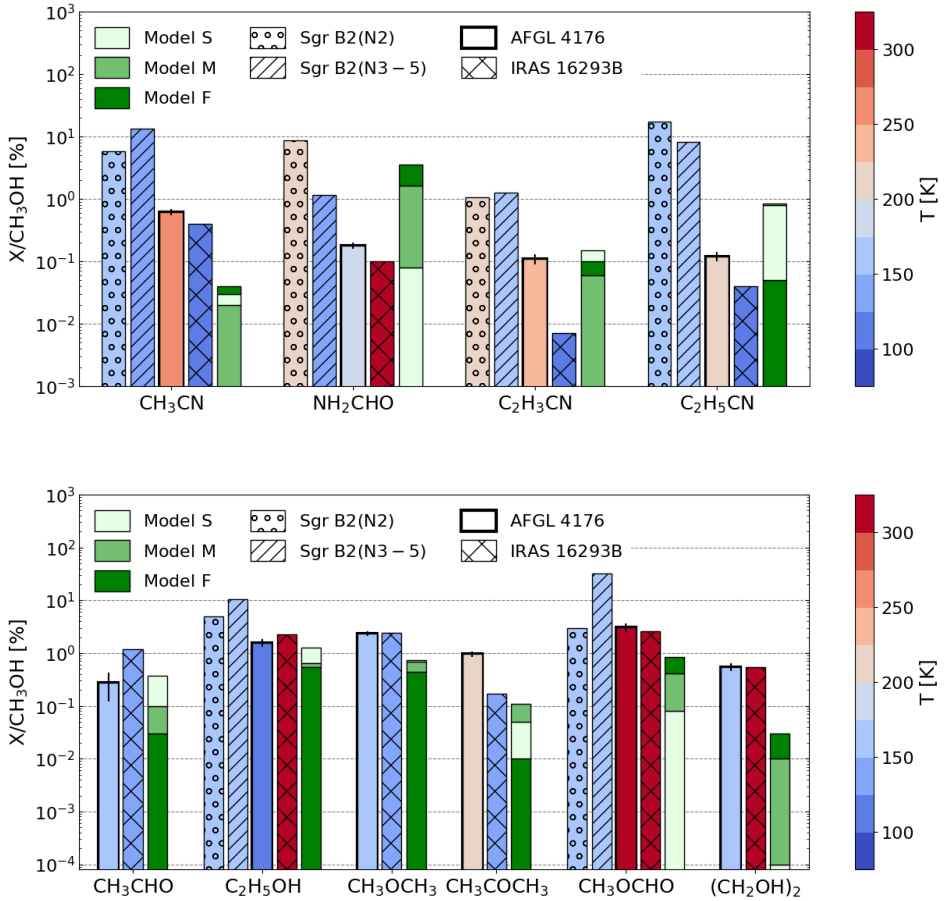 10³
10²
10¹
10⁰
10⁻¹
10⁻²
10⁻³
X/CH₃OH [%]
Model S
Model M
Model F
Sgr B2(N2)
Sgr B2(N3 − 5)
AFGL 4176
IRAS 16293B
CH₃CN
NH₂CHO
C₂H₃CN
C₂H₅CN
300
250
200
150
100
T [K]
10³
10²
10¹
10⁰
10⁻¹
10⁻²
10⁻³
10⁻⁴
X/CH₃OH [%]
Model S
Model M
Model F
Sgr B2(N2)
Sgr B2(N3 − 5)
AFGL 4176
IRAS 16293B
CH₃CHO
C₂H₅OH
CH₃OCH₃
CH₃COCH₃
CH₃OCHO
(CH₂OH)₂
300
250
200
150
100
T [K]